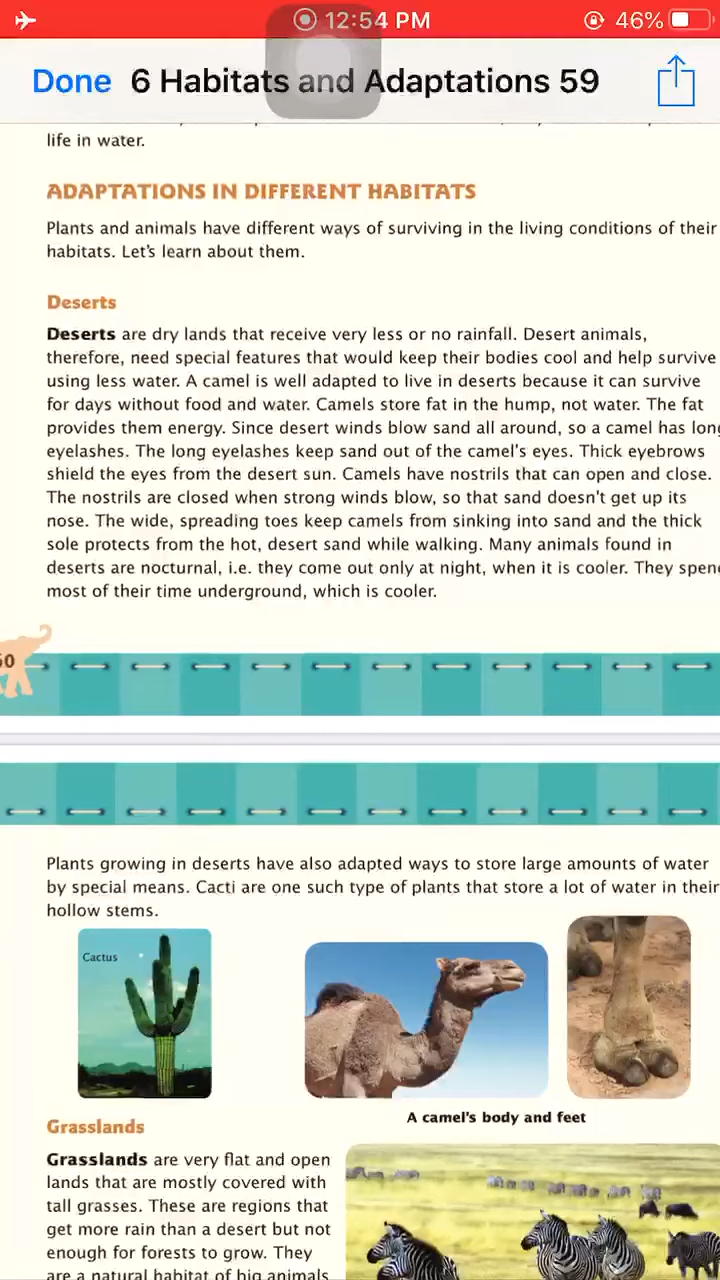 12:54 PM
46%
Done 6 Habitats and Adaptations 59
life in water.
ADAPTATIONS IN DIFFERENT HABITATS
Plants and animals have different ways of surviving in the living conditions of their
habitats. Let's learn about them.
Deserts
Deserts are dry lands that receive very less or no rainfall. Desert animals,
therefore, need special features that would keep their bodies cool and help survive
using less water. A camel is well adapted to live in deserts because it can survive
for days without food and water. Camels store fat in the hump, not water. The fat
provides them energy. Since desert winds blow sand all around, so a camel has long
eyelashes. The long eyelashes keep sand out of the camel's eyes. Thick eyebrows
shield the eyes from the desert sun. Camels have nostrils that can open and close.
The nostrils are closed when strong winds blow, so that sand doesn't get up its
nose. The wide, spreading toes keep camels from sinking into sand and the thick
sole protects from the hot, desert sand while walking. Many animals found in
deserts are nocturnal, i.e. they come out only at night, when it is cooler. They spen
most of their time underground, which is cooler.
60
Plants growing in deserts have also adapted ways to store large amounts of water
by special means. Cacti are one such type of plants that store a lot of water in their
hollow stems.
Cactus
A camel's body and feet
Grasslands
Grasslands are very flat and open
lands that are mostly covered with
tall grasses. These are regions that
get more rain than a desert but not
enough for forests to grow. They
are a natural habitat of big animals